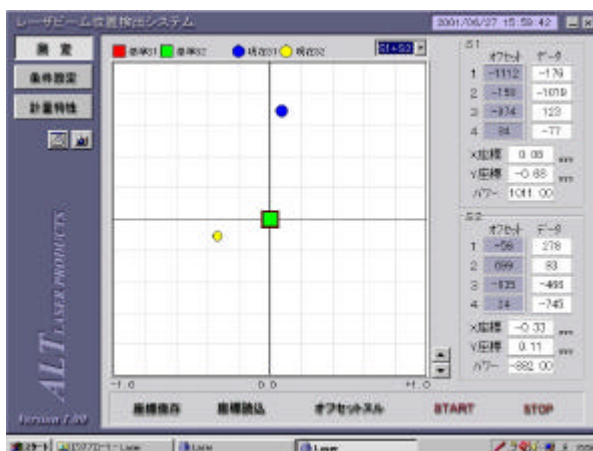 レーザビーム位置検出システム
2001/06/27 15:59:42
測定
条件設定
計量特性
基準S1 基準S2 現在S1 現在S2
S1+S2
S1
オフセット データ
1 -1112 -179
2 -1019
3 123
4 84 -77
X座標 0.08 mm
Y座標 -0.68 mm
パワー 1011.00
S2
オフセット データ
1 -56 278
2 699 83
3 -835
4 -745
X座標 -0.33 mm
Y座標 0.11 mm
パワー -882.00
-1.0 0.0 +1.0
座標保存 座標読込 オフセットヌル START STOP
ALT LASER PRODUCTS
Version 1.00
スタート
Laser
Laser